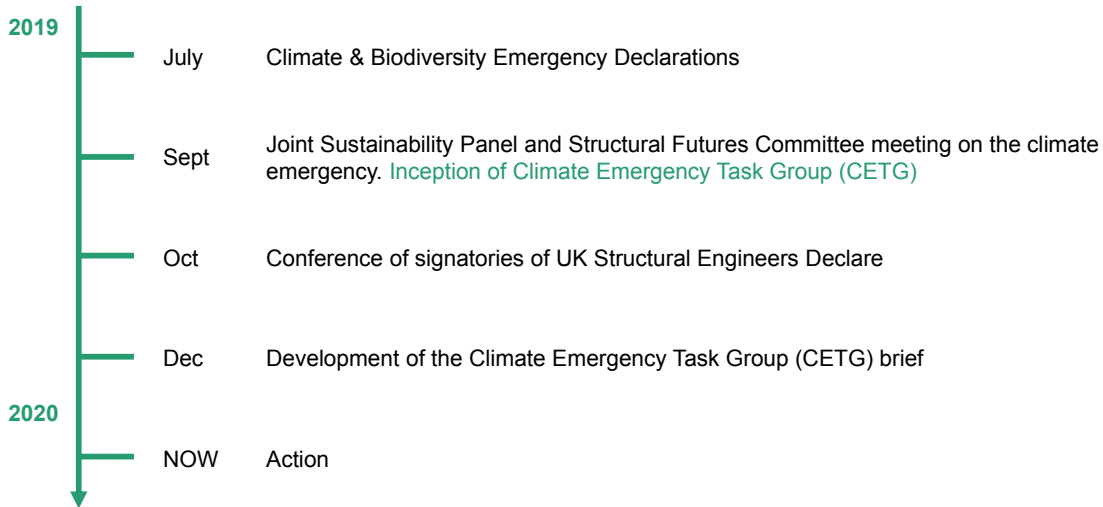 2019
July Climate & Biodiversity Emergency Declarations
Sept Joint Sustainability Panel and Structural Futures Committee meeting on the climate
emergency. Inception of Climate Emergency Task Group (CETG)
Oct Conference of signatories of UK Structural Engineers Declare
Dec Development of the Climate Emergency Task Group (CETG) brief
2020
NOW Action